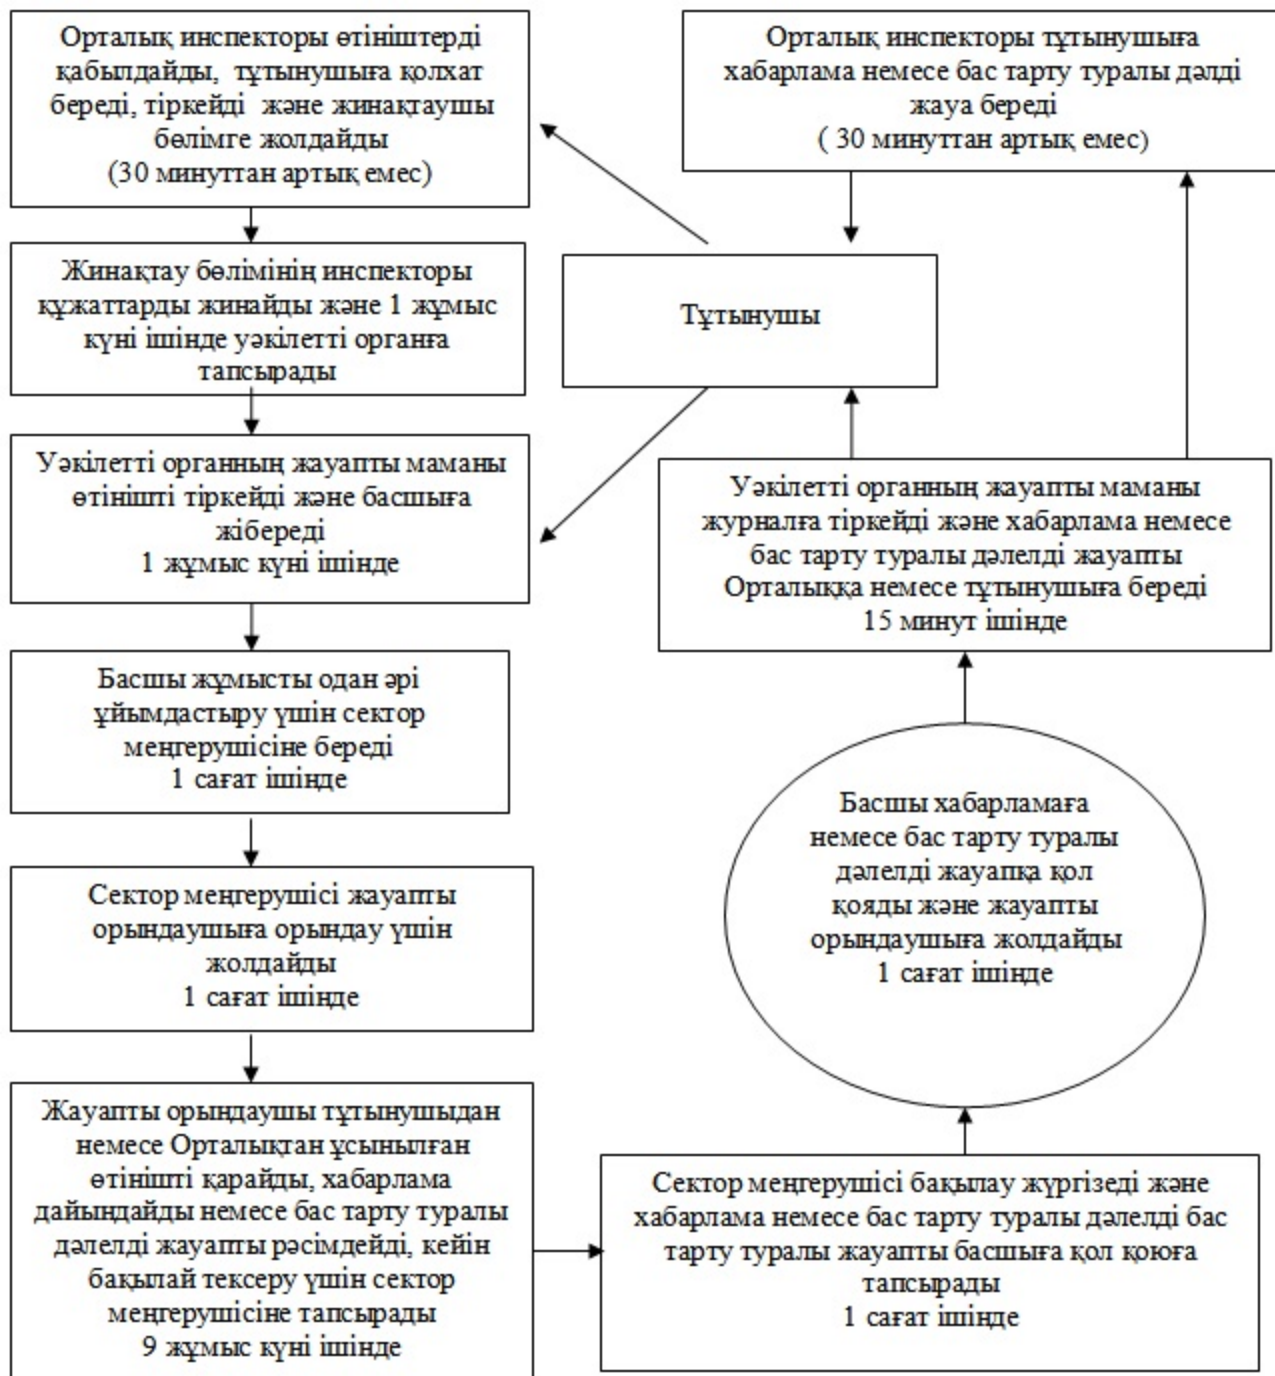 Орталық инспекторы өтініштерді
қабылдайды,  тұтынушыға қолхат
береді, тіркейді  және жинақтаушы
бөлімге жолдайды
(30 минуттан артық емес)
Орталық инспекторы тұтынушыға
хабарлама немесе бас тарту туралы дәлді
жауа береді
( 30 минуттан артық емес)
Жинақтау бөлімінің инспекторы
құжаттарды жинайды және 1 жұмыс
күні ішінде уәкілетті органға
тапсырады
Тұтынушы
Уәкілетті органның жауапты маманы
өтінішті тіркейді және басшыға
жібереді
1 жұмыс күні ішінде
Уәкілетті органның жауапты маманы
журналға тіркейді және хабарлама немесе
бас тарту туралы дәлелді жауапты
Орталыққа немесе тұтынушыға береді
15 минут ішінде
Басшы жұмысты одан әрі
ұйымдастыру үшін сектор
меңгерушісіне береді
1 сағат ішінде
Басшы хабарламаға
немесе бас тарту туралы
дәлелді жауапқа қол
қояды және жауапты
орындаушыға жолдайды
1 сағат ішінде
Сектор меңгерушісі жауапты
орындаушыға орындау үшін
жолдайды
1 сағат ішінде
Жауапты орындаушы тұтынушыдан
немесе Орталықтан ұсынылған
өтінішті қарайды, хабарлама
дайындайды немесе бас тарту туралы
дәлелді жауапты рәсімдейді, кейін
бақылай тексеру үшін сектор
меңгерушісіне тапсырады
9 жұмыс күні ішінде
Сектор меңгерушісі бақылау жүргізеді және
хабарлама немесе бас тарту туралы дәлелді бас
тарту туралы жауапты басшыға қол қоюға
тапсырады
1 сағат ішінде